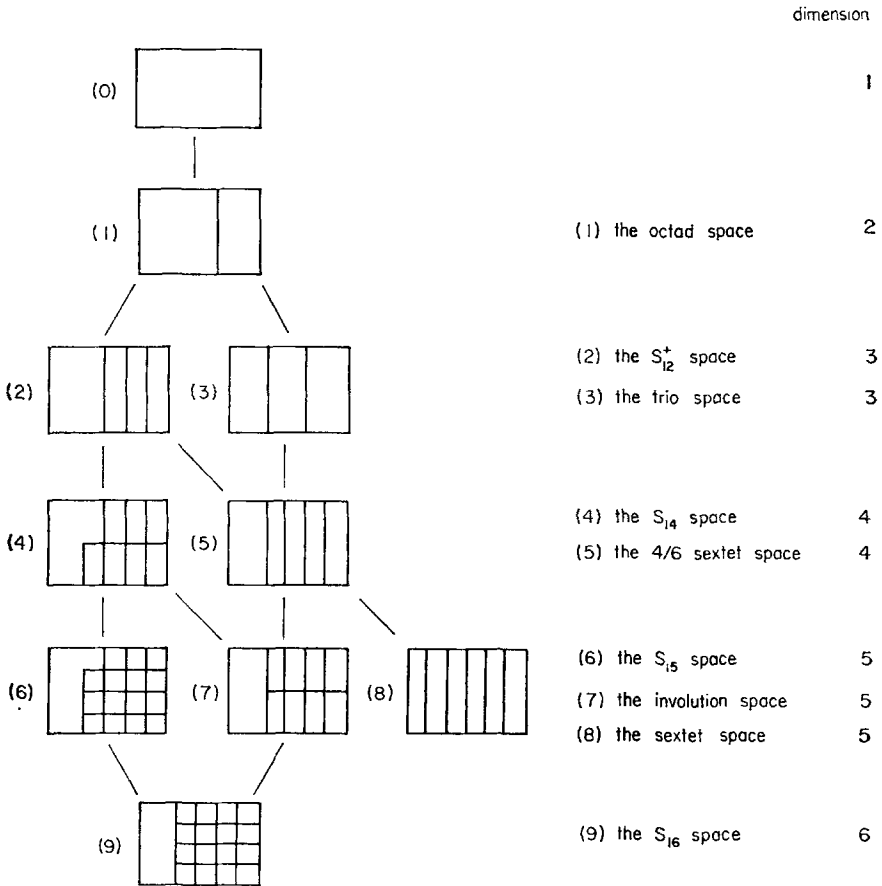 dimension
(0) 1
(1) (1) the octad space 2
(2) (3) (2) the S₁₂⁺ space 3
(3) the trio space 3
(4) (5) (4) the S₁₄ space 4
(5) the 4/6 sextet space 4
(6) (7) (8) (6) the S₁₅ space 5
(7) the involution space 5
(8) the sextet space 5
(9) (9) the S₁₆ space 6